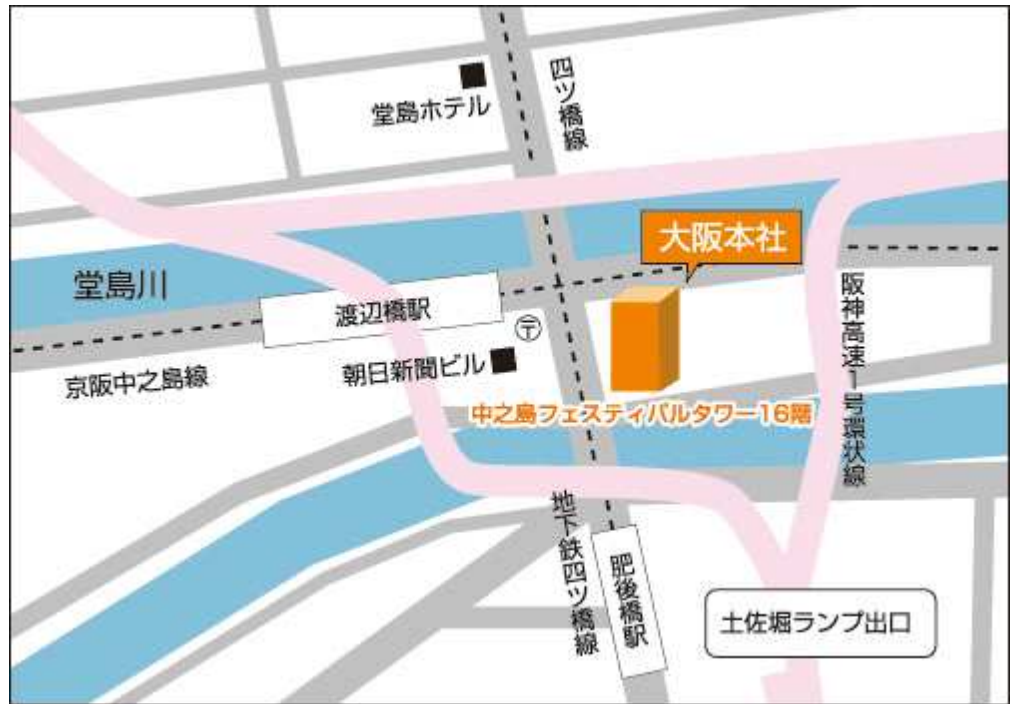 四ツ橋線
堂島ホテル
大阪本社
堂島川
渡辺橋駅
〒
阪神高速1号環状線
朝日新聞ビル
京阪中之島線
中之島フェスティバルタワー16階
地下鉄四ツ橋線
肥後橋駅
土佐堀ランプ出口